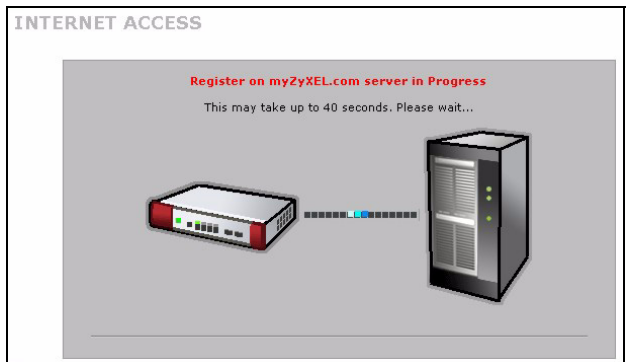 INTERNET ACCESS
Register on myZyXEL.com server in Progress
This may take up to 40 seconds. Please wait...